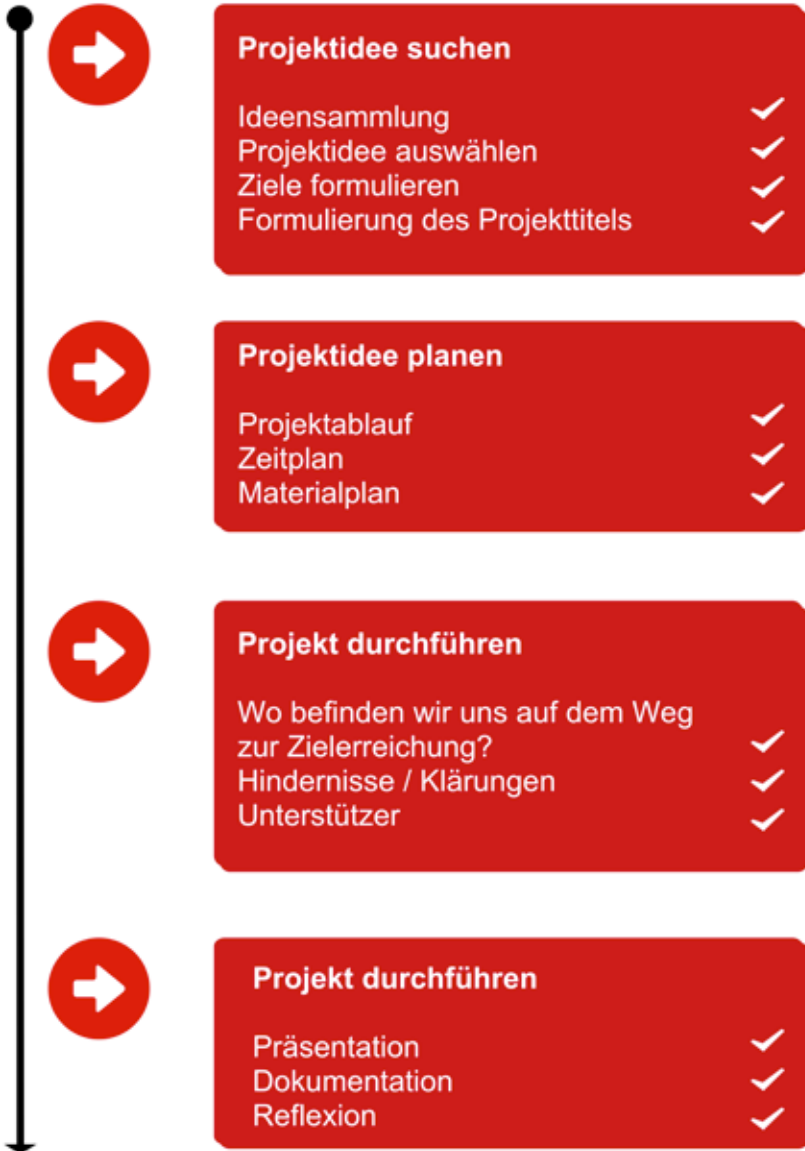 Projektidee suchen
Ideensammlung
Projektidee auswählen
Ziele formulieren
Formulierung des Projekttitels
Projektidee planen
Projektablauf
Zeitplan
Materialplan
Projekt durchführen
Wo befinden wir uns auf dem Weg
zur Zielerreichung?
Hindernisse / Klärungen
Unterstützer
Projekt durchführen
Präsentation
Dokumentation
Reflexion